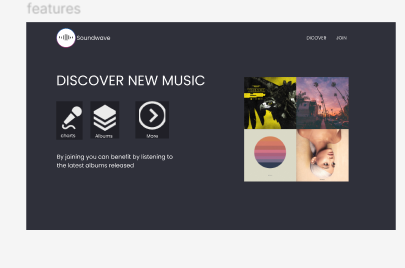 features
Soundwave
DICOVER JOIN
DISCOVER NEW MUSIC
charts Albums More
By joining you can benefit by listening to
the latest albums released